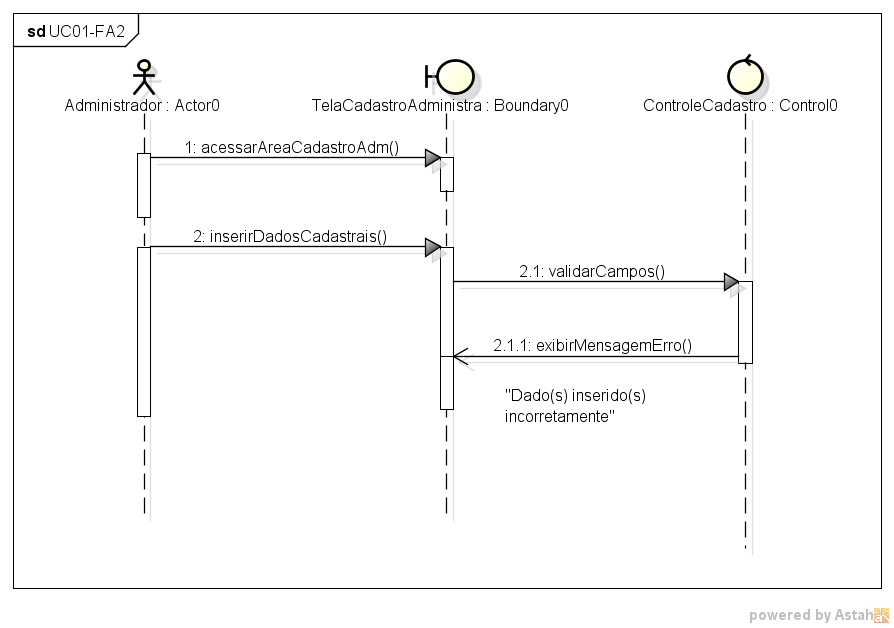 sd UC01-FA2
Administrador : Actor0
TelaCadastroAdministra : Boundary0
ControleCadastro : Control0
1: acessarAreaCadastroAdm()
2: inserirDadosCadastrais()
2.1: validarCampos()
2.1.1: exibirMensagemErro()
"Dado(s) inserido(s)
incorretamente"
powered by Astah